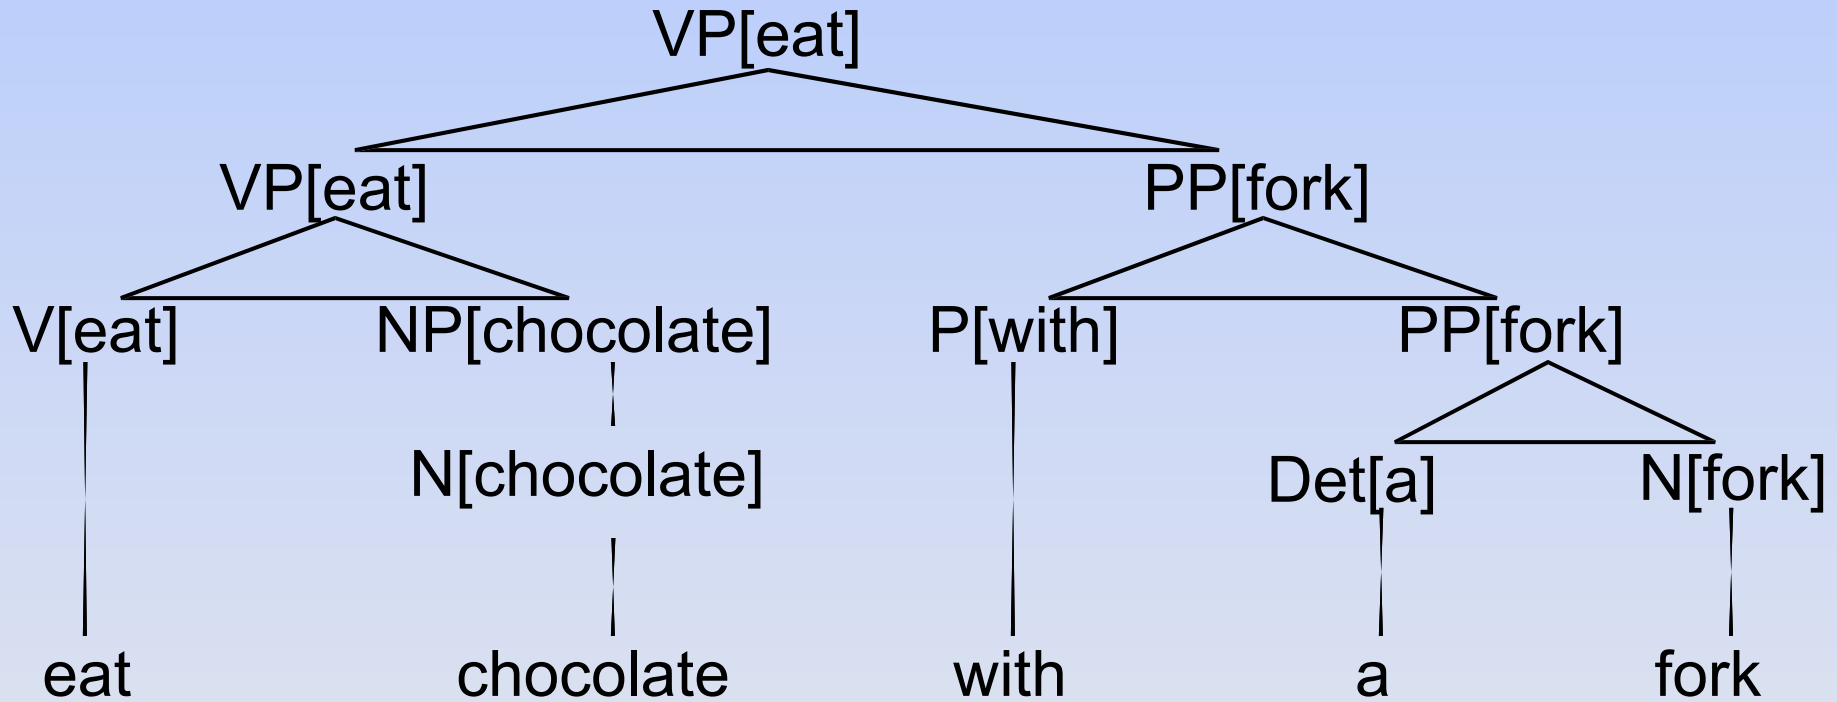 VP[eat]
VP[eat] PP[fork]
V[eat] NP[chocolate] P[with] PP[fork]
N[chocolate] Det[a] N[fork]
eat chocolate with a fork